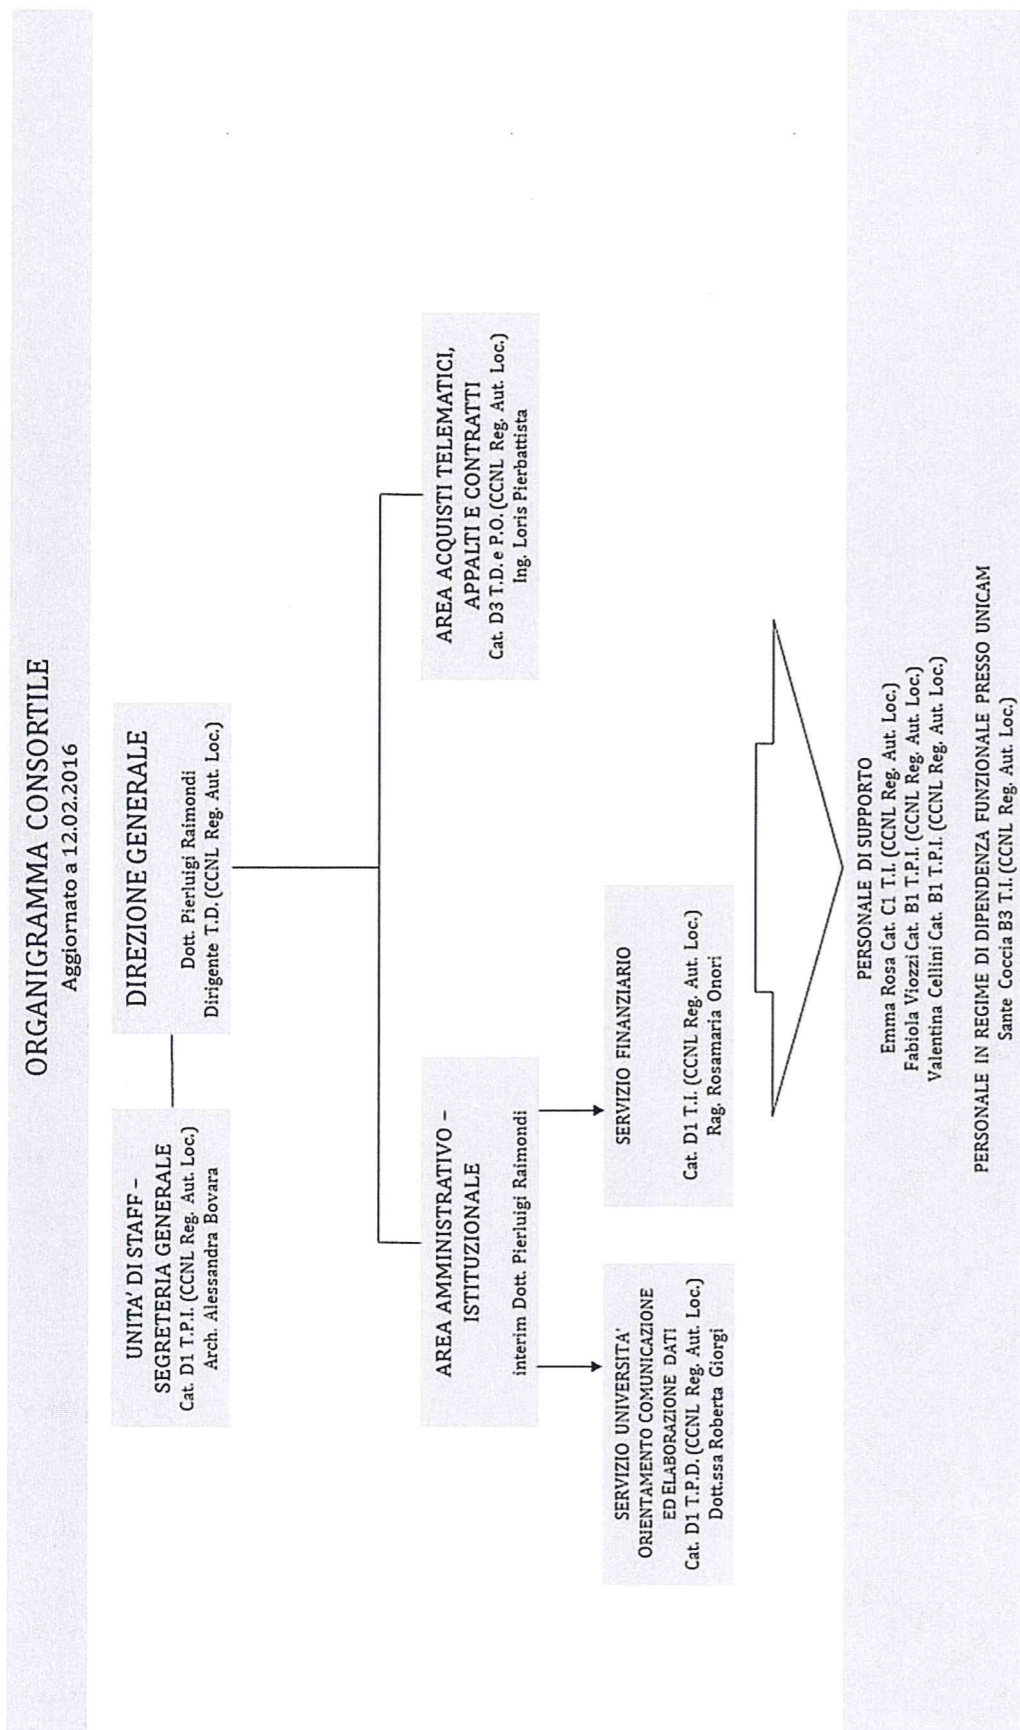 ORGANIGRAMMA CONSORTILE
Aggiornato a 12.02.2016
UNITA' DI STAFF –
SEGRETERIA GENERALE
Cat. D1 T.P.I. (CCNL Reg. Aut. Loc.)
Arch. Alessandra Bovara
DIREZIONE GENERALE
Dott. Pierluigi Raimondi
Dirigente T.D. (CCNL Reg. Aut. Loc.)
AREA AMMINISTRATIVO –
ISTITUZIONALE
interim Dott. Pierluigi Raimondi
AREA ACQUISTI TELEMATICI,
APPALTI E CONTRATTI
Cat. D3 T.D. e P.O. (CCNL Reg. Aut. Loc.)
Ing. Loris Pierbattista
SERVIZIO UNIVERSITA'
ORIENTAMENTO COMUNICAZIONE
ED ELABORAZIONE DATI
Cat. D1 T.P.D. (CCNL Reg. Aut. Loc.)
Dott.ssa Roberta Giorgi
SERVIZIO FINANZIARIO
Cat. D1 T.I. (CCNL Reg. Aut. Loc.)
Rag. Rosamaria Onori
PERSONALE DI SUPPORTO
Emma Rosa Cat. C1 T.I. (CCNL Reg. Aut. Loc.)
Fabiola Viozzi Cat. B1 T.P.I. (CCNL Reg. Aut. Loc.)
Valentina Cellini Cat. B1 T.P.I. (CCNL Reg. Aut. Loc.)
PERSONALE IN REGIME DI DIPENDENZA FUNZIONALE PRESSO UNICAM
Sante Coccia B3 T.I. (CCNL Reg. Aut. Loc.)